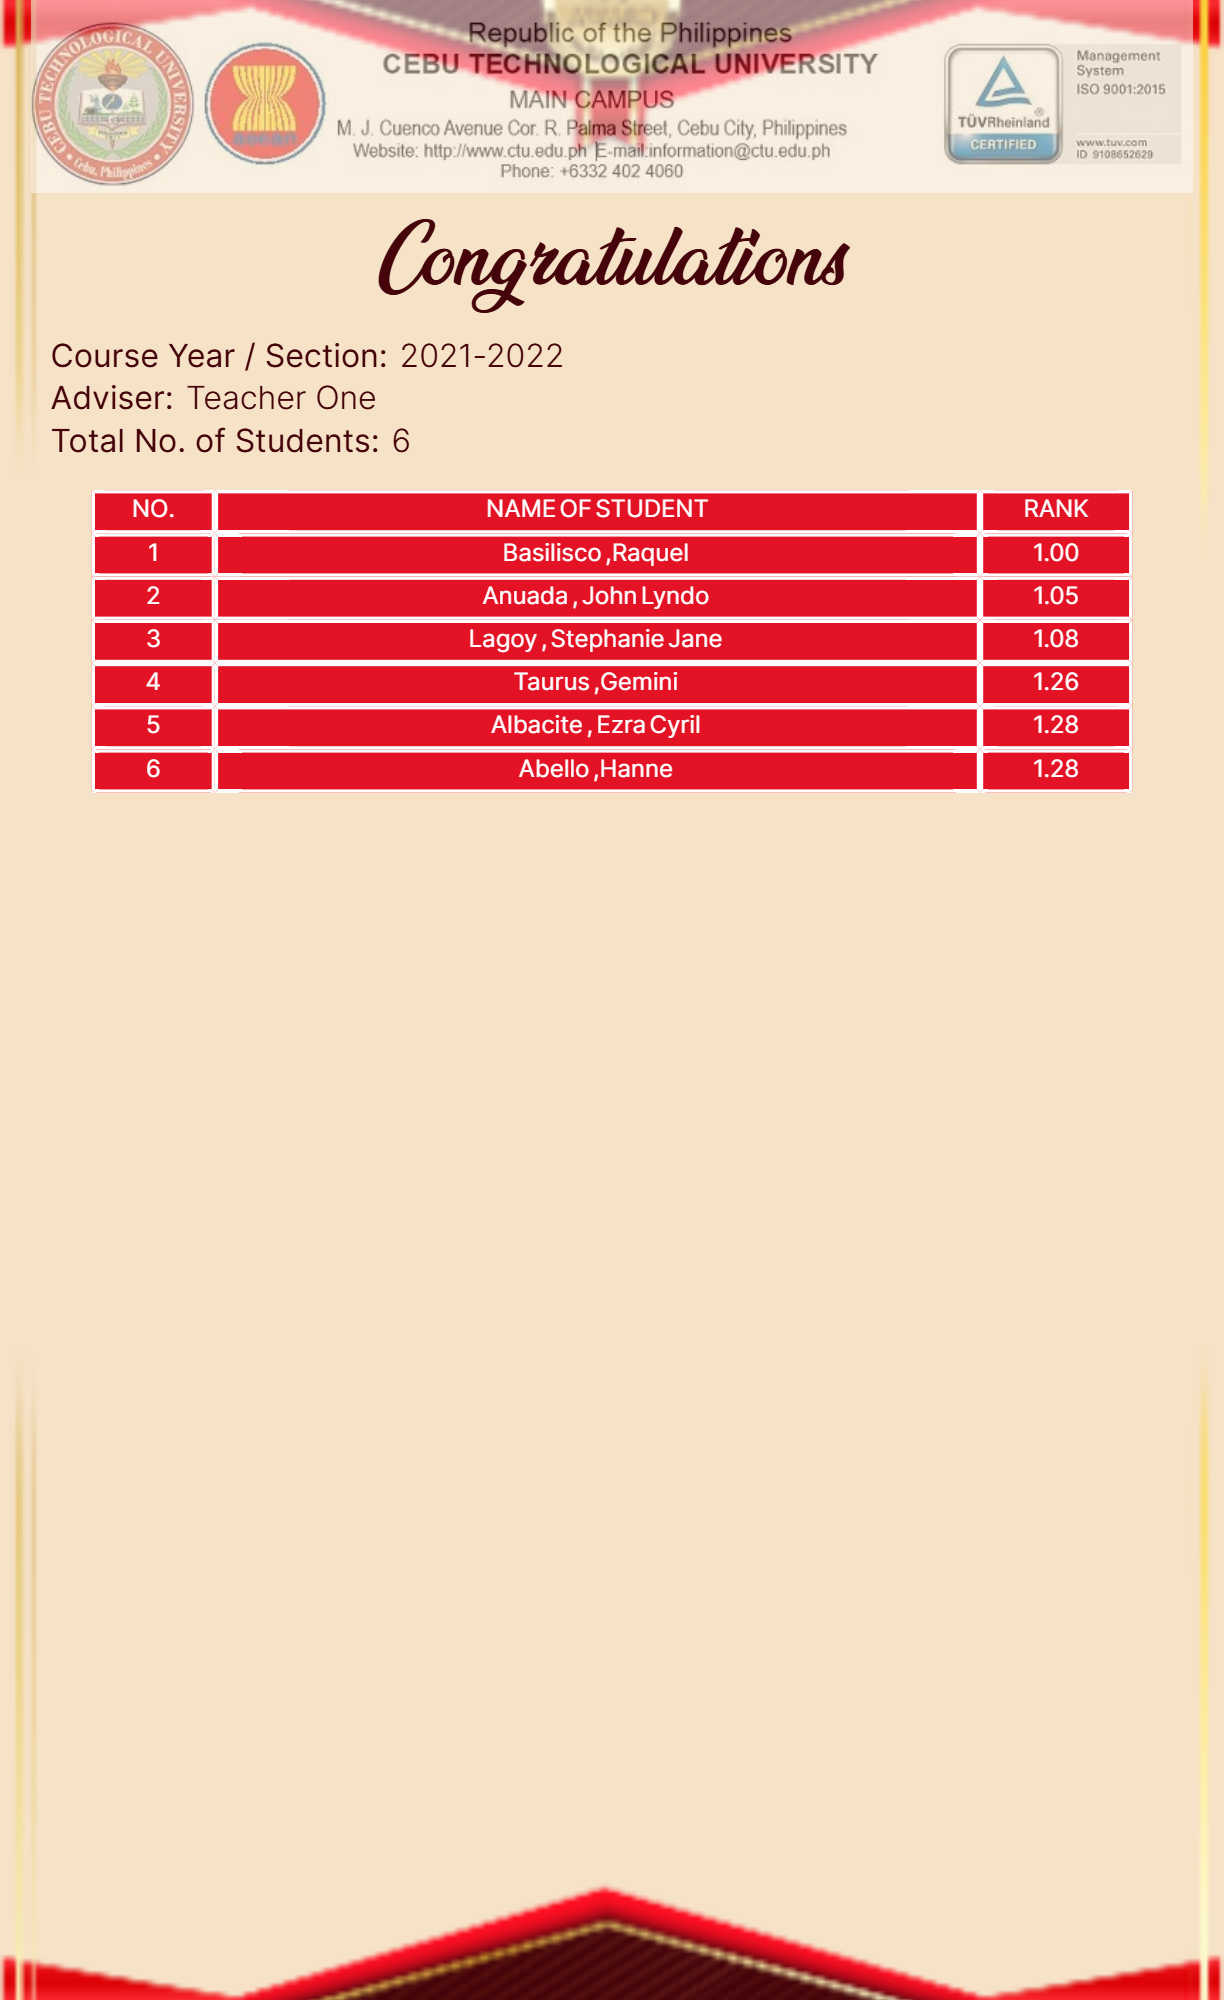 Republic of the Philippines
CEBU TECHNOLOGICAL UNIVERSITY
MAIN CAMPUS
M. J. Cuenco Avenue Cor. R. Palma Street, Cebu City, Philippines
Website: http://www.ctu.edu.ph E-mail:information@ctu.edu.ph
Phone: +6332 402 4060
CEBU TECHNOLOGICAL UNIVERSITY
Cebu, Philippines
asean
TÜVRheinland®
CERTIFIED
Management
System
ISO 9001:2015
www.tuv.com
ID 9108652629
Congratulations
Course Year / Section: 2021-2022
Adviser: Teacher One
Total No. of Students: 6
NO. NAME OF STUDENT RANK
1 Basilisco ,Raquel 1.00
2 Anuada , John Lyndo 1.05
3 Lagoy , Stephanie Jane 1.08
4 Taurus ,Gemini 1.26
5 Albacite , Ezra Cyril 1.28
6 Abello ,Hanne 1.28